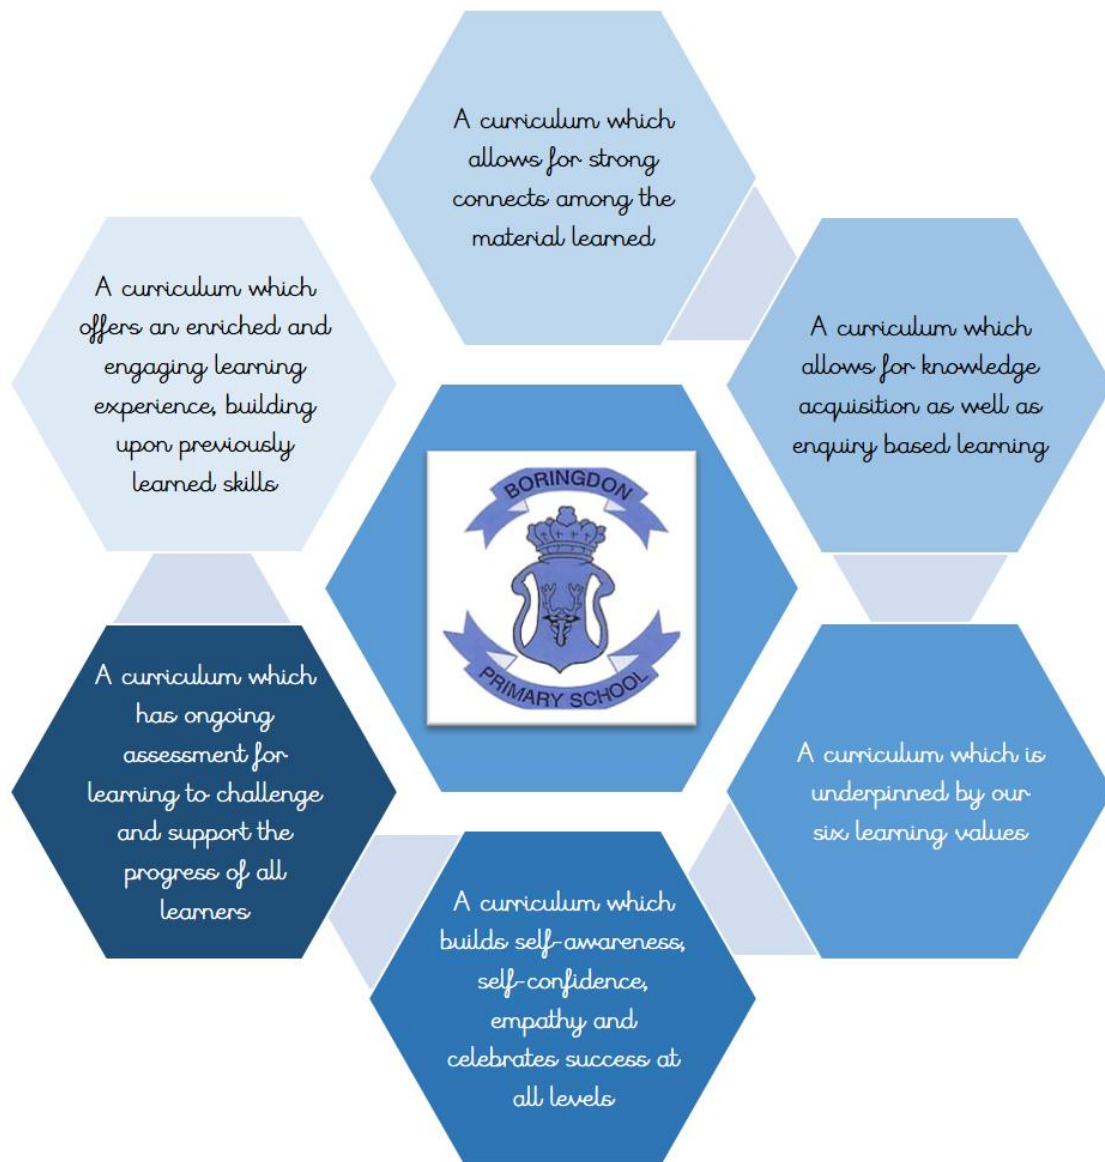 A curriculum which
allows for strong
connects among the
material learned
A curriculum which
allows for knowledge
acquisition as well as
enquiry based learning
A curriculum which is
underpinned by our
six learning values
A curriculum which
builds self-awareness,
self-confidence,
empathy and
celebrates success at
all levels
A curriculum which
has ongoing
assessment for
learning to challenge
and support the
progress of all
learners
A curriculum which
offers an enriched and
engaging learning
experience, building
upon previously
learned skills
BORINGDON
PRIMARY SCHOOL